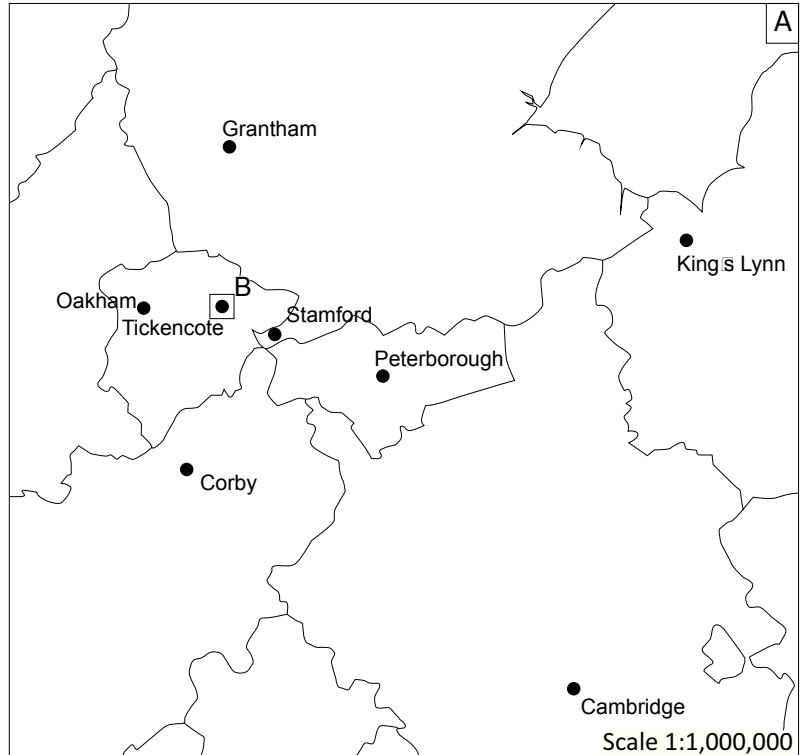 A
Grantham
King s Lynn
B
Oakham
Stamford
Tickencote
Peterborough
Corby
Cambridge
Scale 1:1,000,000